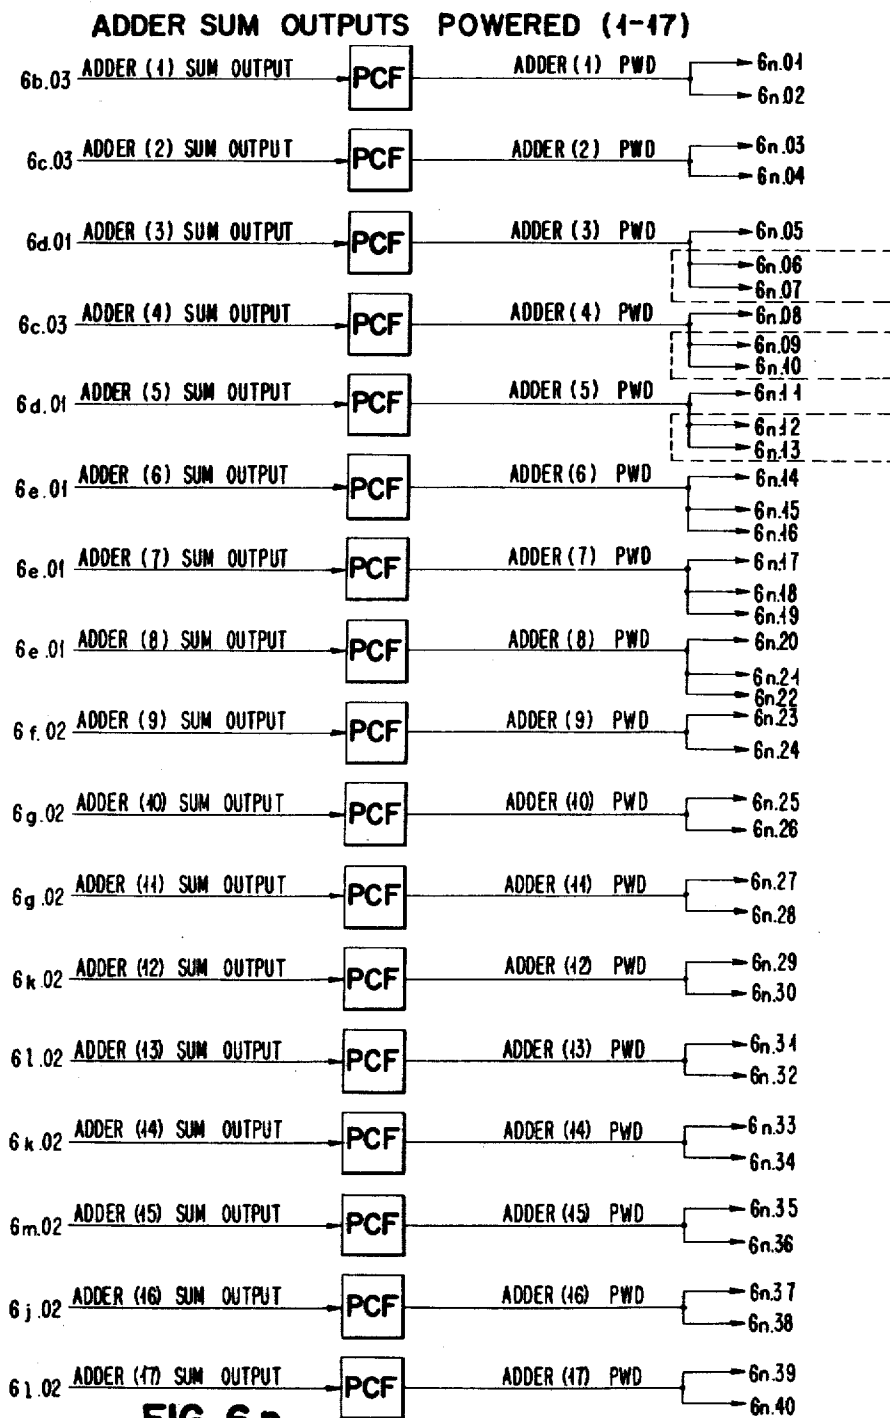 ADDER SUM OUTPUTS POWERED (1-17)
6b.03 ADDER (1) SUM OUTPUT PCF ADDER (1) PWD 6n.01
6n.02
6c.03 ADDER (2) SUM OUTPUT PCF ADDER (2) PWD 6n.03
6n.04
6d.01 ADDER (3) SUM OUTPUT PCF ADDER (3) PWD 6n.05
6n.06
6n.07
6c.03 ADDER (4) SUM OUTPUT PCF ADDER (4) PWD 6n.08
6n.09
6n.10
6d.01 ADDER (5) SUM OUTPUT PCF ADDER (5) PWD 6n.11
6n.12
6n.13
6e.01 ADDER (6) SUM OUTPUT PCF ADDER (6) PWD 6n.14
6n.15
6n.16
6e.01 ADDER (7) SUM OUTPUT PCF ADDER (7) PWD 6n.17
6n.18
6n.19
6e.01 ADDER (8) SUM OUTPUT PCF ADDER (8) PWD 6n.20
6n.21
6n.22
6f.02 ADDER (9) SUM OUTPUT PCF ADDER (9) PWD 6n.23
6n.24
6g.02 ADDER (10) SUM OUTPUT PCF ADDER (10) PWD 6n.25
6n.26
6g.02 ADDER (11) SUM OUTPUT PCF ADDER (11) PWD 6n.27
6n.28
6k.02 ADDER (12) SUM OUTPUT PCF ADDER (12) PWD 6n.29
6n.30
6l.02 ADDER (13) SUM OUTPUT PCF ADDER (13) PWD 6n.31
6n.32
6k.02 ADDER (14) SUM OUTPUT PCF ADDER (14) PWD 6n.33
6n.34
6m.02 ADDER (15) SUM OUTPUT PCF ADDER (15) PWD 6n.35
6n.36
6j.02 ADDER (16) SUM OUTPUT PCF ADDER (16) PWD 6n.37
6n.38
6l.02 ADDER (17) SUM OUTPUT PCF ADDER (17) PWD 6n.39
6n.40
FIG. 6n